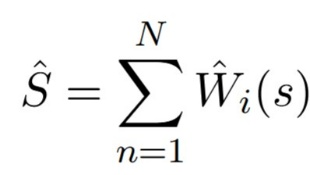 Ŝ = ∑_{n=1}^{N} Ŵ_i(s)